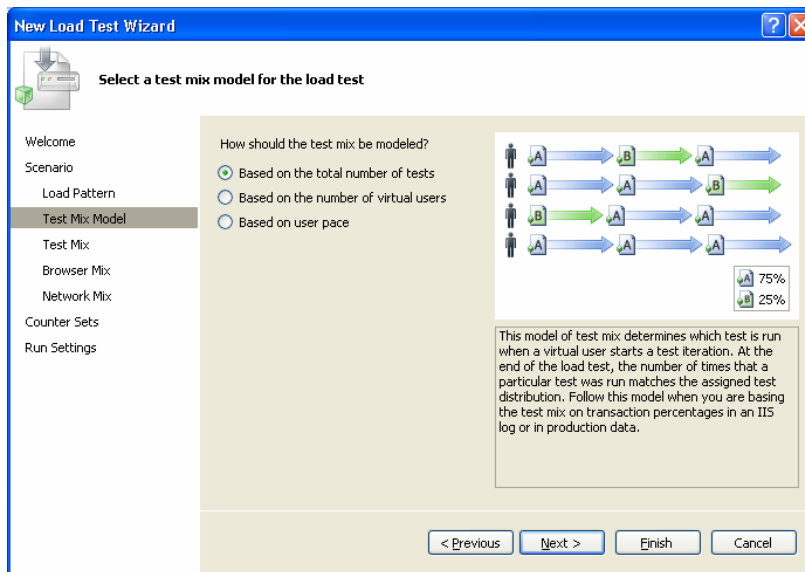 New Load Test Wizard
?
Select a test mix model for the load test
Welcome
Scenario
Load Pattern
Test Mix Model
Test Mix
Browser Mix
Network Mix
Counter Sets
Run Settings
How should the test mix be modeled?
Based on the total number of tests
Based on the number of virtual users
Based on user pace
A B A
A A B
B A A
A A A
A 75%
B 25%
This model of test mix determines which test is run
when a virtual user starts a test iteration. At the
end of the load test, the number of times that a
particular test was run matches the assigned test
distribution. Follow this model when you are basing
the test mix on transaction percentages in an IIS
log or in production data.
< Previous
Next >
Finish
Cancel